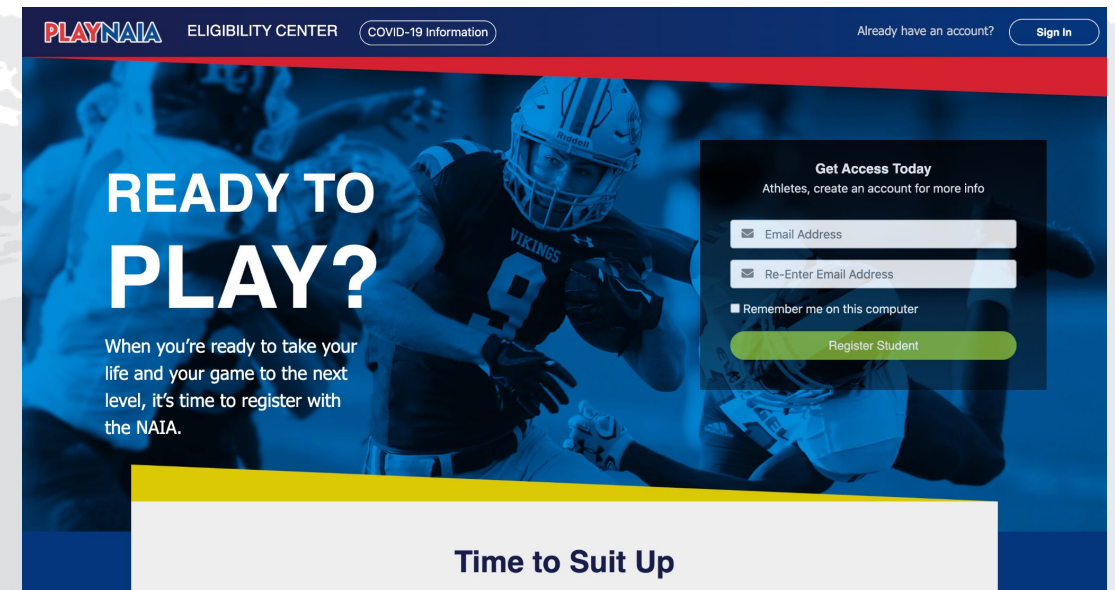 PLAYNAIA ELIGIBILITY CENTER COVID-19 Information Already have an account? Sign In
READY TO
PLAY?
When you're ready to take your
life and your game to the next
level, it's time to register with
the NAIA.
Riddell
VIKINGS
9
Get Access Today
Athletes, create an account for more info
Email Address
Re-Enter Email Address
Remember me on this computer
Register Student
Time to Suit Up